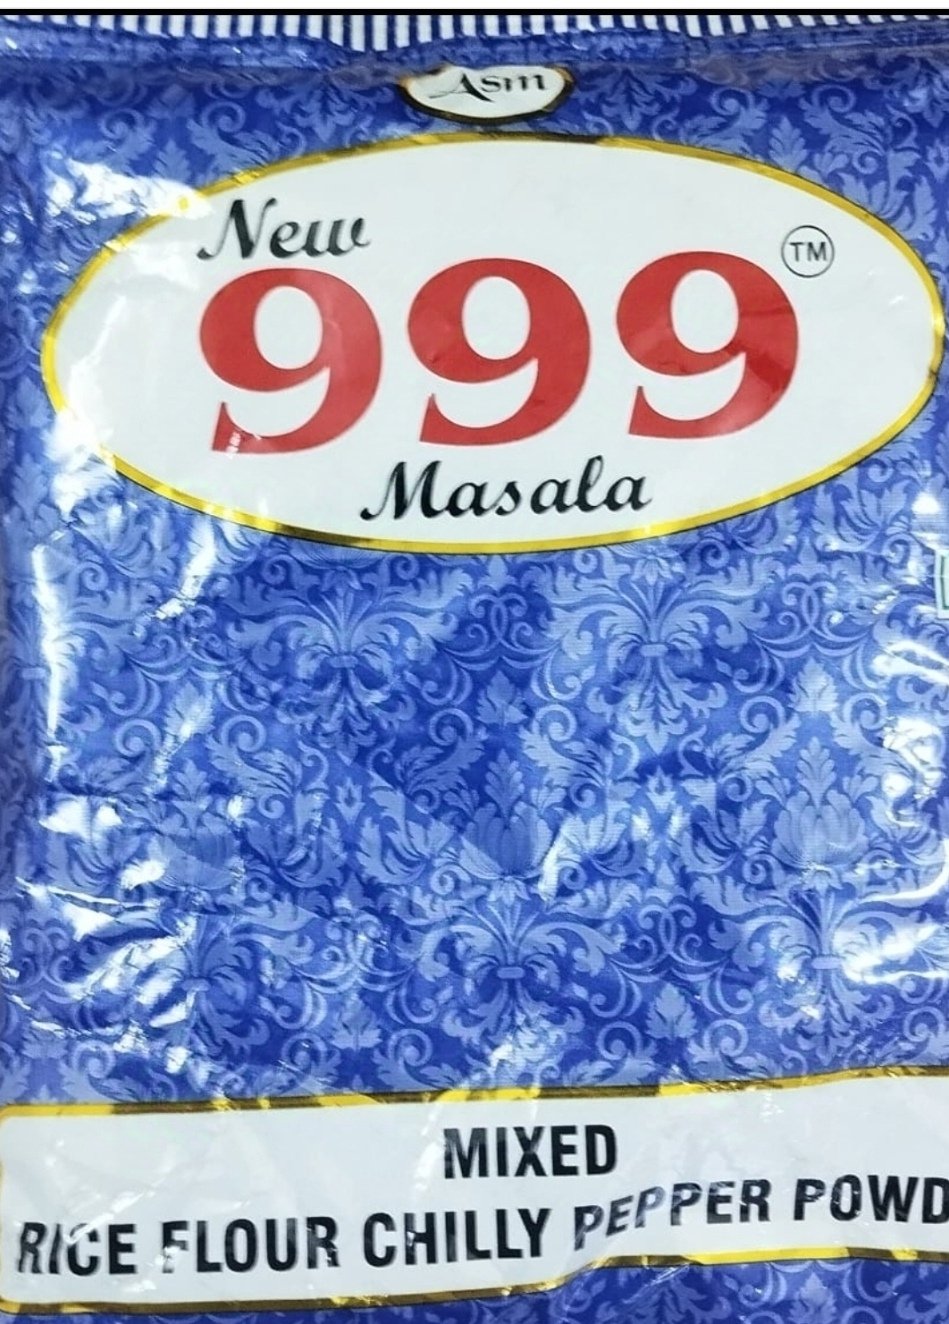 Asm
New
999
TM
Masala
MIXED
RICE FLOUR CHILLY PEPPER POWD